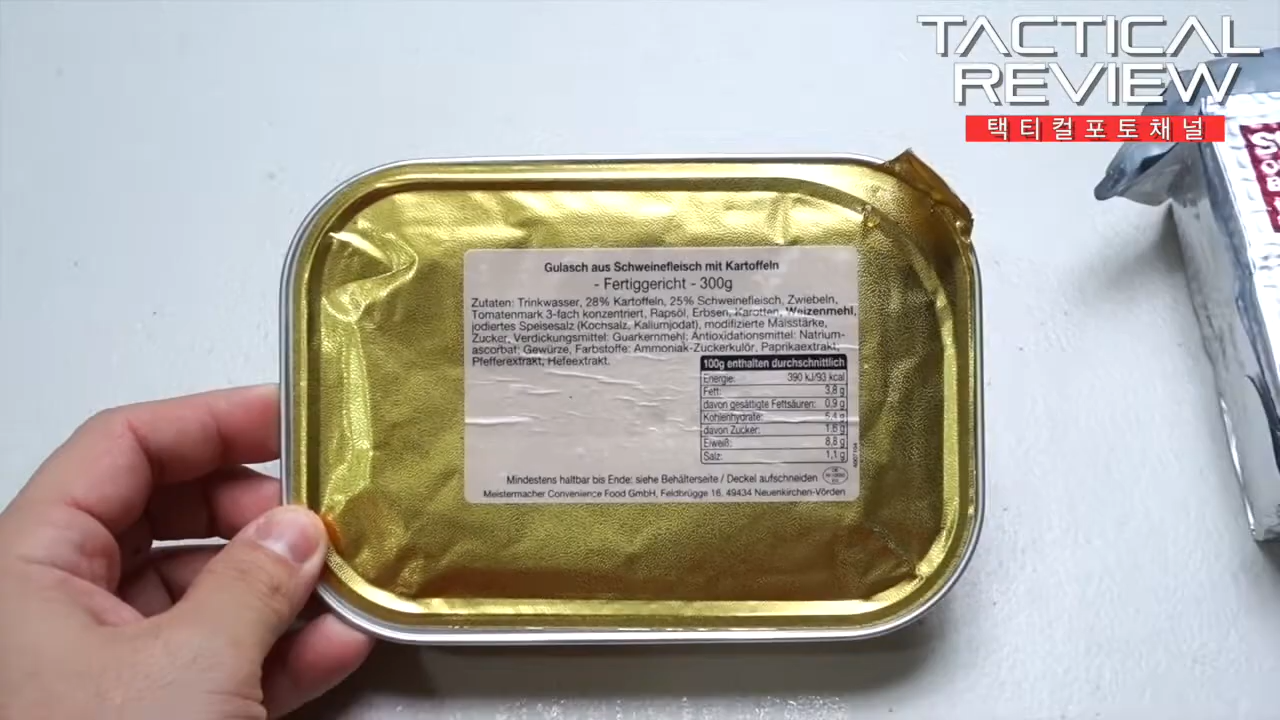 TACTICAL
REVIEW
택티컬포토채널
Gulasch aus Schweinefleisch mit Kartoffeln
- Fertiggericht - 300g
Zutaten: Trinkwasser, 28% Kartoffeln, 25% Schweinefleisch, Zwiebeln,
Tomatenmark 3-fach konzentriert, Rapsöl, Erbsen, Karotten, Weizenmehl,
jodiertes Speisesalz (Kochsalz, Kaliumjodat), modifizierte Maisstärke,
Zucker, Verdickungsmittel: Guarkernmehl; Antioxidationsmittel: Natrium-
ascorbat; Gewürze, Farbstoffe: Ammoniak-Zuckerkulör, Paprikaextrakt,
Pfefferextrakt, Hefeextrakt.
100g enthalten durchschnittlich
Energie: 390 kJ/93 kcal
Fett: 3,8 g
davon gesättigte Fettsäuren: 0,9 g
Kohlenhydrate: 5,4 g
davon Zucker: 1,6 g
Eiweiß: 8,8 g
Salz: 1,1 g
Mindestens haltbar bis Ende: siehe Behälterseite / Deckel aufschneiden
Meistermacher Convenience Food GmbH, Feldbrügge 16, 49434 Neuenkirchen-Vörden